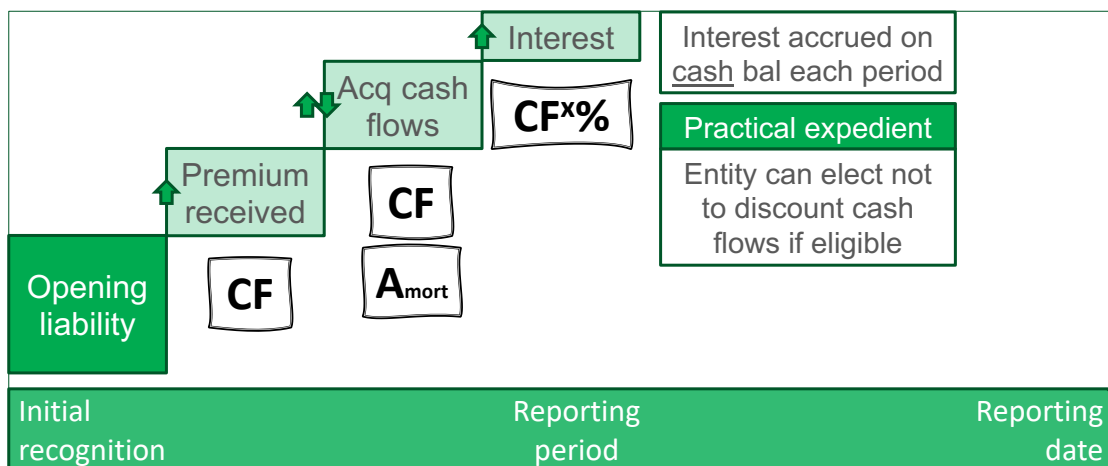 Interest
Interest accrued on
cash bal each period
Acq cash
flows
CFx%
Practical expedient
Premium
received
CF
Entity can elect not
to discount cash
flows if eligible
Opening
liability
CF
Amort
Initial
recognition
Reporting
period
Reporting
date